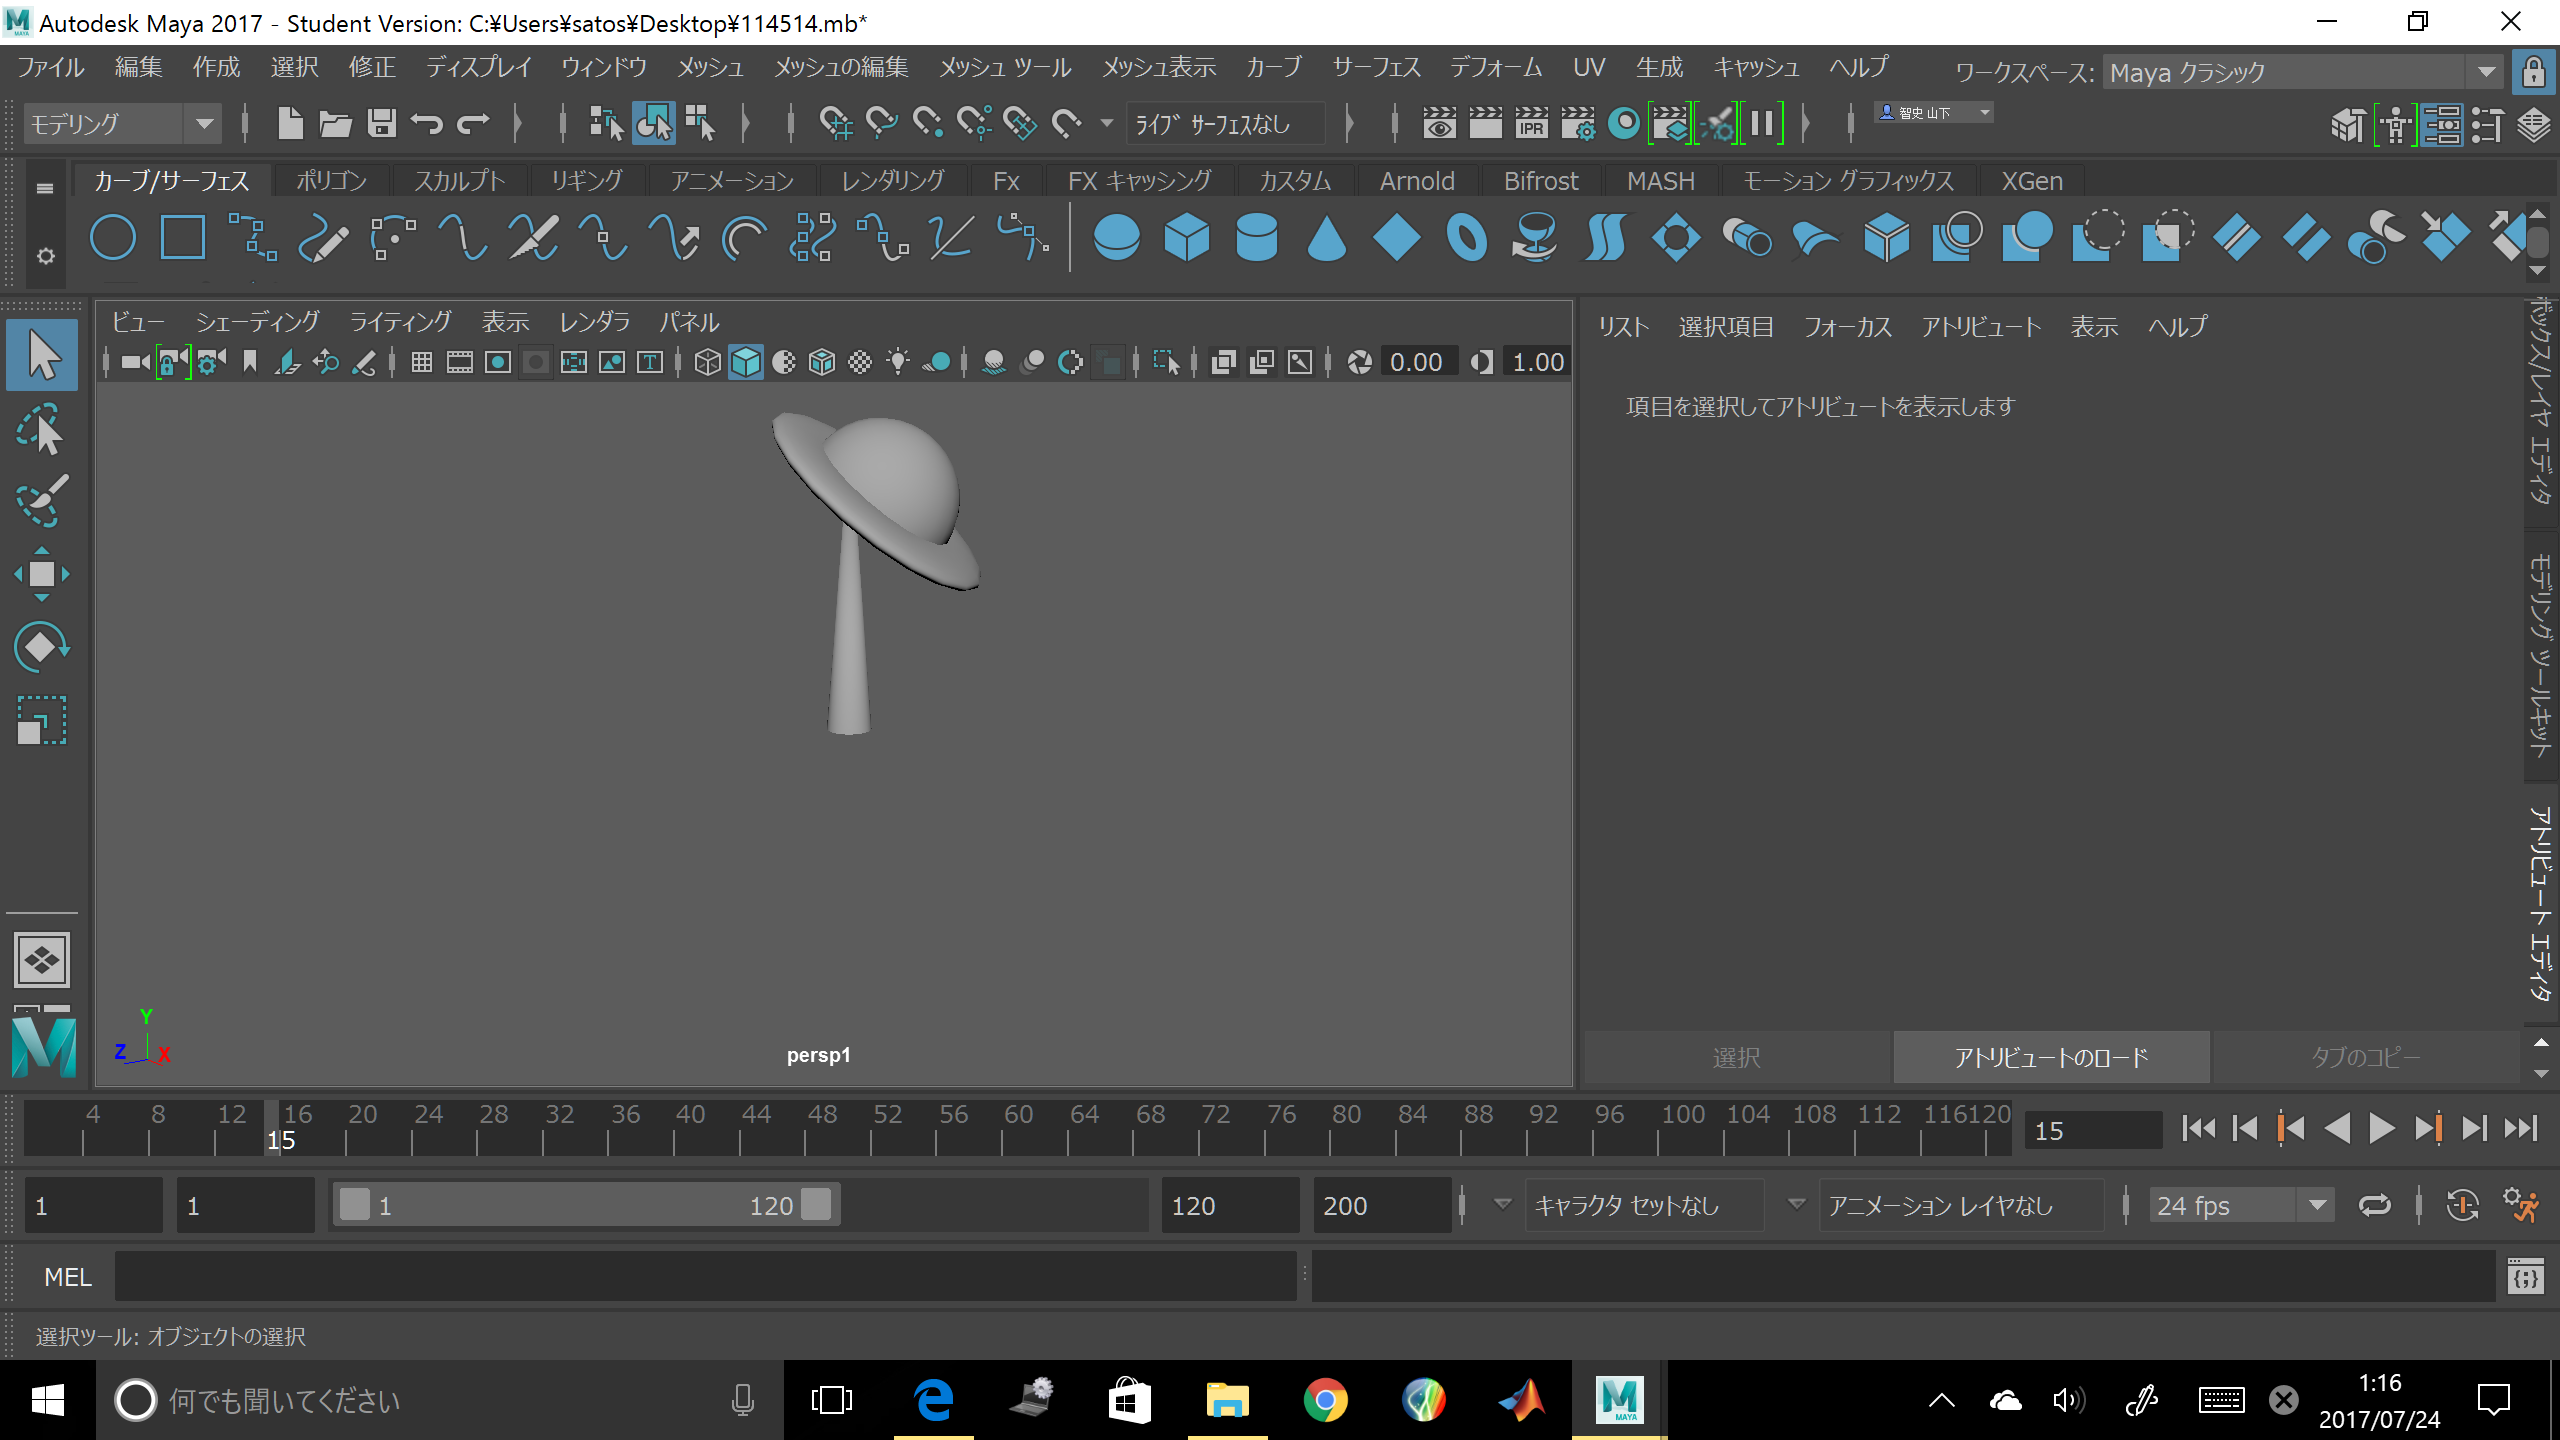 Autodesk Maya 2017 - Student Version: C:¥Users¥satos¥Desktop¥114514.mb*
ファイル 編集 作成 選択 修正 ディスプレイ ウィンドウ メッシュ メッシュの編集 メッシュ ツール メッシュ表示 カーブ サーフェス デフォーム UV 生成 キャッシュ ヘルプ ワークスペース: Maya クラシック
モデリング ライブ サーフェスなし IPR 智史 山下
カーブ/サーフェス ポリゴン スカルプト リギング アニメーション レンダリング Fx FX キャッシング カスタム Arnold Bifrost MASH モーション グラフィックス XGen
ビュー シェーディング ライティング 表示 レンダラ パネル
0.00 1.00
リスト 選択項目 フォーカス アトリビュート 表示 ヘルプ
項目を選択してアトリビュートを表示します
ボックス/レイヤ エディタ
モデリング ツールキット
アトリビュート エディタ
Y
Z X
persp1
選択 アトリビュートのロード タブのコピー
4 8 12 16 20 24 28 32 36 40 44 48 52 56 60 64 68 72 76 80 84 88 92 96 100 104 108 112 116 120
15
15
1 1 1 120 120 200 キャラクタ セットなし アニメーション レイヤなし 24 fps
MEL
選択ツール: オブジェクトの選択
何でも聞いてください
MAYA
1:16
2017/07/24